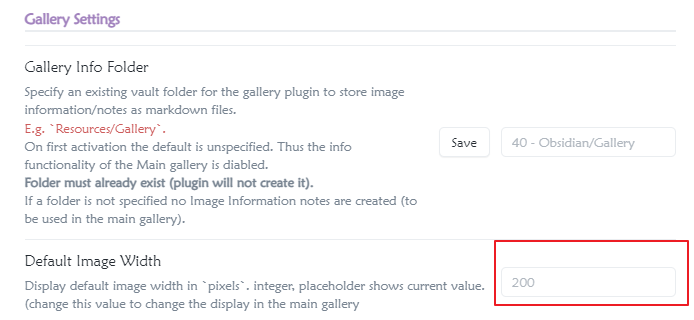 Gallery Settings
Gallery Info Folder
Specify an existing vault folder for the gallery plugin to store image
information/notes as markdown files.
E.g. `Resources/Gallery`.
On first activation the default is unspecified. Thus the info
functionality of the Main gallery is diabled.
Folder must already exist (plugin will not create it).
If a folder is not specified no Image Information notes are created (to
be used in the main gallery).
Save
40 - Obsidian/Gallery
Default Image Width
Display default image width in `pixels`. integer, placeholder shows current value.
(change this value to change the display in the main gallery
200